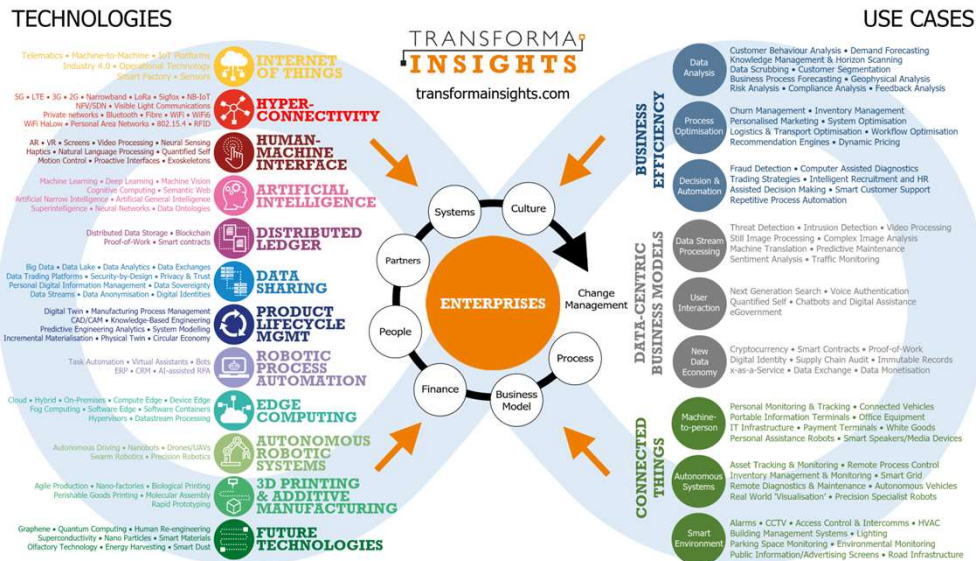 TECHNOLOGIES
USE CASES
TRANSFORMA
INSIGHTS
transformainsights.com
Telematics • Machine-to-Machine • IoT Platforms
Industry 4.0 • Operational Technology
Smart Factory • Sensors
INTERNET
OF THINGS
5G • LTE • 3G • 2G • Narrowband • LoRa • Sigfox • NB-IoT
NFV/SDN • Visible Light Communications
Private networks • Bluetooth • Fibre • WiFi • WiFi6
WiFi HaLow • Personal Area Networks • 802.15.4 • RFID
HYPER-
CONNECTIVITY
AR • VR • Screens • Video Processing • Neural Sensing
Haptics • Natural Language Processing • Quantified Self
Motion Control • Proactive Interfaces • Exoskeletons
HUMAN-
MACHINE
INTERFACE
Machine Learning • Deep Learning • Machine Vision
Cognitive Computing • Semantic Web
Artificial Narrow Intelligence • Artificial General Intelligence
Superintelligence • Neural Networks • Data Ontologies
ARTIFICIAL
INTELLIGENCE
Distributed Data Storage • Blockchain
Proof-of-Work • Smart contracts
DISTRIBUTED
LEDGER
Big Data • Data Lake • Data Analytics • Data Exchanges
Data Trading Platforms • Security-by-Design • Privacy & Trust
Personal Digital Information Management • Data Sovereignty
Data Streams • Data Anonymisation • Digital Identities
DATA
SHARING
Digital Twin • Manufacturing Process Management
CAD/CAM • Knowledge-Based Engineering
Predictive Engineering Analytics • System Modelling
Incremental Materialisation • Physical Twin • Circular Economy
PRODUCT
LIFECYCLE
MGMT
Task Automation • Virtual Assistants • Bots
ERP • CRM • AI-assisted RPA
ROBOTIC
PROCESS
AUTOMATION
Cloud • Hybrid • On-Premises • Compute Edge • Device Edge
Fog Computing • Software Edge • Software Containers
Hypervisors • Datastream Processing
EDGE
COMPUTING
Autonomous Driving • Nanobots • Drones/UAVs
Swarm Robotics • Precision Robotics
AUTONOMOUS
ROBOTIC
SYSTEMS
Agile Production • Nano-factories • Biological Printing
Perishable Goods Printing • Molecular Assembly
Rapid Prototyping
3D PRINTING
& ADDITIVE
MANUFACTURING
Graphene • Quantum Computing • Human Re-engineering
Superconductivity • Nano Particles • Smart Materials
Olfactory Technology • Energy Harvesting • Smart Dust
FUTURE
TECHNOLOGIES
Systems
Culture
Partners
People
Finance
Business
Model
Process
Change
Management
ENTERPRISES
BUSINESS
EFFICIENCY
Data
Analysis
Customer Behaviour Analysis • Demand Forecasting
Knowledge Management & Horizon Scanning
Data Scrubbing • Customer Segmentation
Business Process Forecasting • Geophysical Analysis
Risk Analysis • Compliance Analysis • Feedback Analysis
Process
Optimisation
Churn Management • Inventory Management
Personalised Marketing • System Optimisation
Logistics & Transport Optimisation • Workflow Optimisation
Recommendation Engines • Dynamic Pricing
Decision &
Automation
Fraud Detection • Computer Assisted Diagnostics
Trading Strategies • Intelligent Recruitment and HR
Assisted Decision Making • Smart Customer Support
Repetitive Process Automation
DATA-CENTRIC
BUSINESS MODELS
Data Stream
Processing
Threat Detection • Intrusion Detection • Video Processing
Still Image Processing • Complex Image Analysis
Machine Translation • Predictive Maintenance
Sentiment Analysis • Traffic Monitoring
User
Interaction
Next Generation Search • Voice Authentication
Quantified Self • Chatbots and Digital Assistance
eGovernment
New
Data
Economy
Cryptocurrency • Smart Contracts • Proof-of-Work
Digital Identity • Supply Chain Audit • Immutable Records
x-as-a-Service • Data Exchange • Data Monetisation
CONNECTED
THINGS
Machine-
to-person
Personal Monitoring & Tracking • Connected Vehicles
Portable Information Terminals • Office Equipment
IT Infrastructure • Payment Terminals • White Goods
Personal Assistance Robots • Smart Speakers/Media Devices
Autonomous
Systems
Asset Tracking & Monitoring • Remote Process Control
Inventory Management & Monitoring • Smart Grid
Remote Diagnostics & Maintenance • Autonomous Vehicles
Real World 'Visualisation' • Precision Specialist Robots
Smart
Environment
Alarms • CCTV • Access Control & Intercomms • HVAC
Building Management Systems • Lighting
Parking Space Monitoring • Environmental Monitoring
Public Information/Advertising Screens • Road Infrastructure